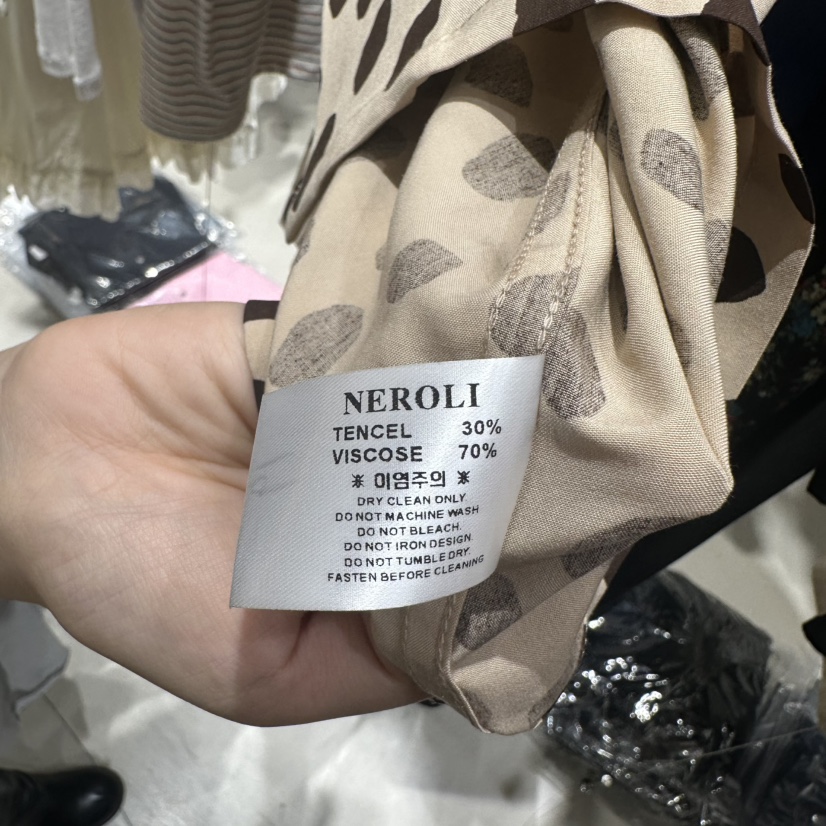 NEROLI
TENCEL 30%
VISCOSE 70%
※ 이염주의 ※
DRY CLEAN ONLY.
DO NOT MACHINE WASH
DO NOT BLEACH.
DO NOT IRON DESIGN.
DO NOT TUMBLE DRY.
FASTEN BEFORE CLEANING